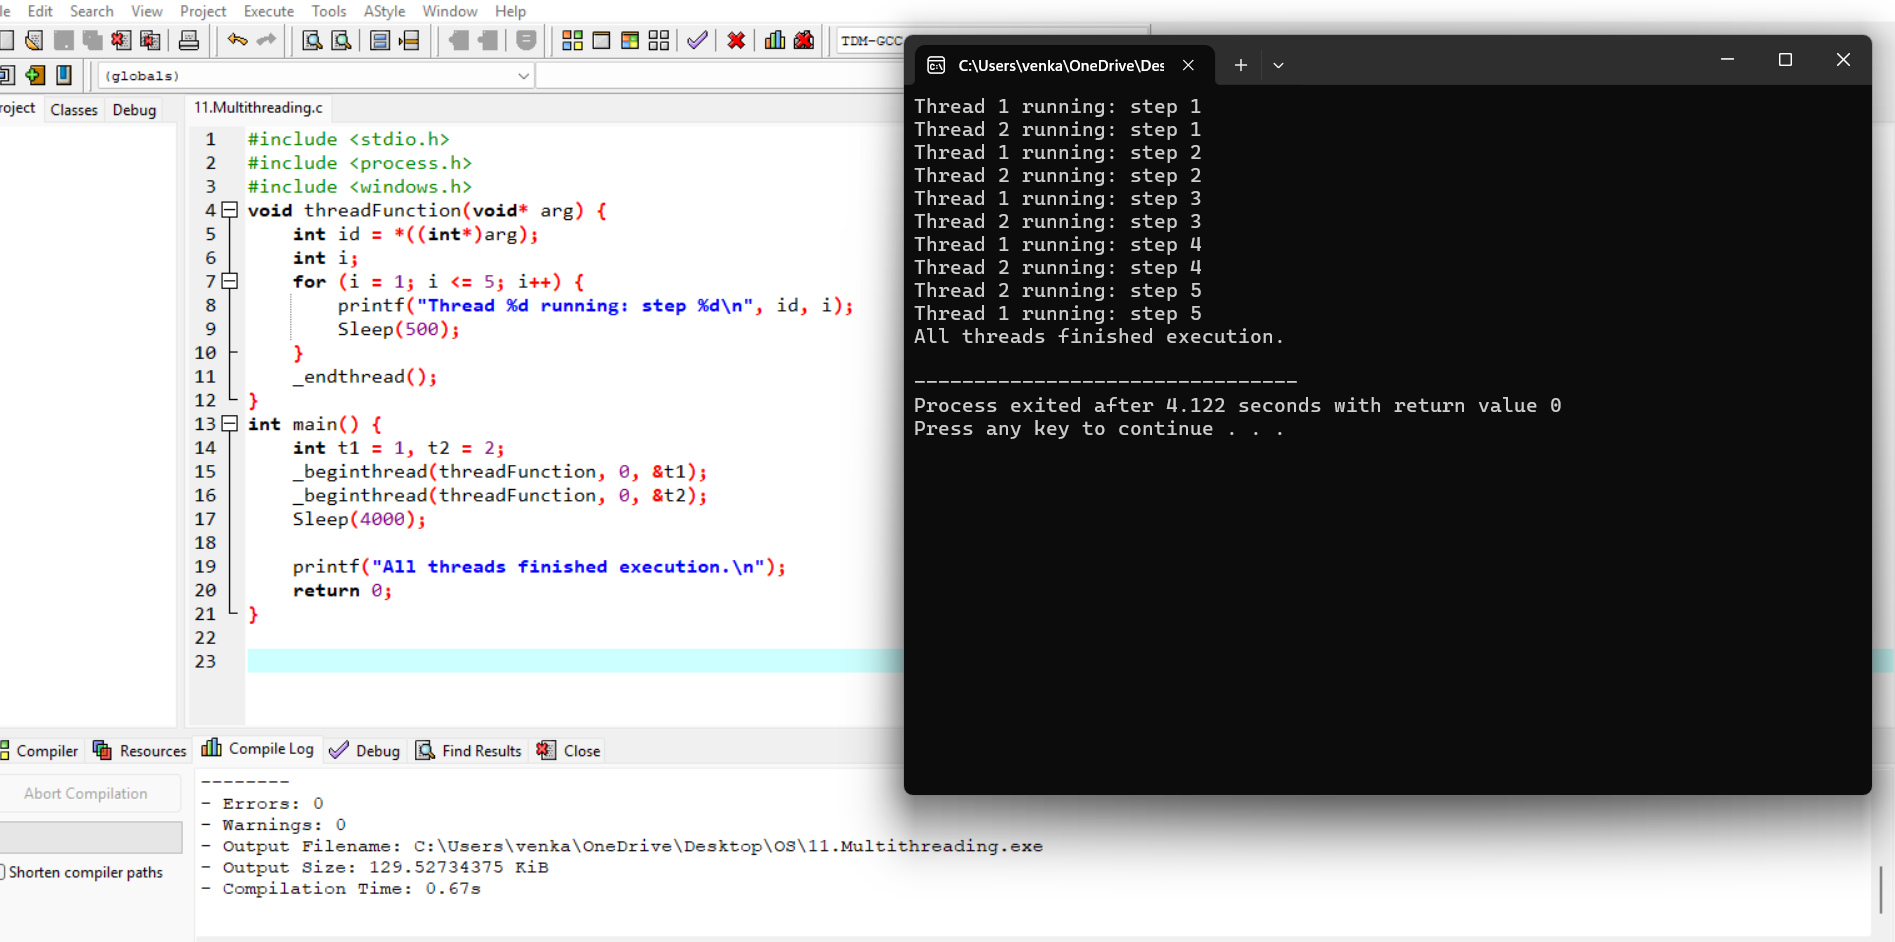 le Edit Search View Project Execute Tools AStyle Window Help
TDM-GCC
(globals)
roject Classes Debug
11.Multithreading.c
1 #include <stdio.h>
2 #include <process.h>
3 #include <windows.h>
4 void threadFunction(void* arg) {
5 int id = *((int*)arg);
6 int i;
7 for (i = 1; i <= 5; i++) {
8 printf("Thread %d running: step %d\n", id, i);
9 Sleep(500);
10 }
11 _endthread();
12 }
13 int main() {
14 int t1 = 1, t2 = 2;
15 _beginthread(threadFunction, 0, &t1);
16 _beginthread(threadFunction, 0, &t2);
17 Sleep(4000);
18
19 printf("All threads finished execution.\n");
20 return 0;
21 }
22
23
C:\Users\venka\OneDrive\Des
Thread 1 running: step 1
Thread 2 running: step 1
Thread 1 running: step 2
Thread 2 running: step 2
Thread 1 running: step 3
Thread 2 running: step 3
Thread 1 running: step 4
Thread 2 running: step 4
Thread 2 running: step 5
Thread 1 running: step 5
All threads finished execution.
--------------------------------
Process exited after 4.122 seconds with return value 0
Press any key to continue . . .
Compiler Resources Compile Log Debug Find Results Close
Abort Compilation
Shorten compiler paths
--------
- Errors: 0
- Warnings: 0
- Output Filename: C:\Users\venka\OneDrive\Desktop\OS\11.Multithreading.exe
- Output Size: 129.52734375 KiB
- Compilation Time: 0.67s